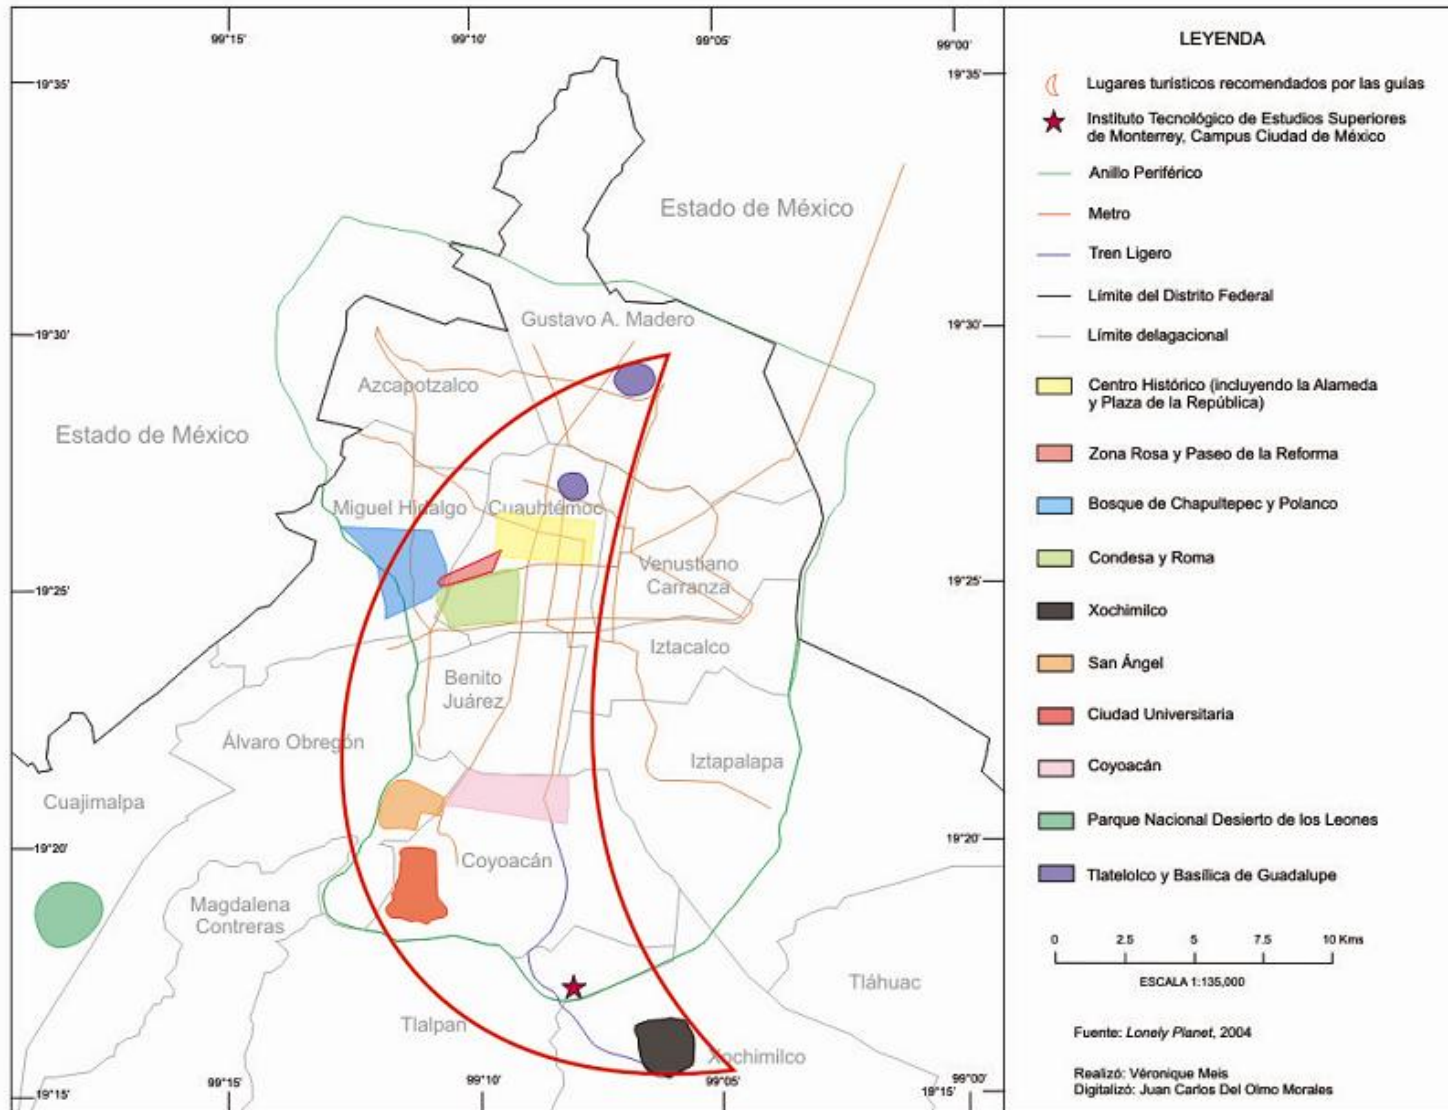 99°15'
99°10'
99°05'
99°00'
19°35'
19°35'
Estado de México
19°30'
19°30'
Gustavo A. Madero
Azcapotzalco
Estado de México
Miguel Hidalgo
Cuauhtémoc
Venustiano
Carranza
19°25'
19°25'
Iztacalco
Benito
Juárez
Álvaro Obregón
Iztapalapa
Cuajimalpa
19°20'
19°20'
Coyoacán
Magdalena
Contreras
Tláhuac
Tlalpan
Xochimilco
99°15'
99°10'
99°05'
99°00'
19°15'
19°15'
LEYENDA
Lugares turísticos recomendados por las guías
Instituto Tecnológico de Estudios Superiores
de Monterrey, Campus Ciudad de México
Anillo Periférico
Metro
Tren Ligero
Límite del Distrito Federal
Límite delagacional
Centro Histórico (incluyendo la Alameda
y Plaza de la República)
Zona Rosa y Paseo de la Reforma
Bosque de Chapultepec y Polanco
Condesa y Roma
Xochimilco
San Ángel
Ciudad Universitaria
Coyoacán
Parque Nacional Desierto de los Leones
Tlatelolco y Basílica de Guadalupe
0 2.5 5 7.5 10 Kms
ESCALA 1:135,000
Fuente: Lonely Planet, 2004
Realizó: Véronique Meis
Digitalizó: Juan Carlos Del Olmo Morales